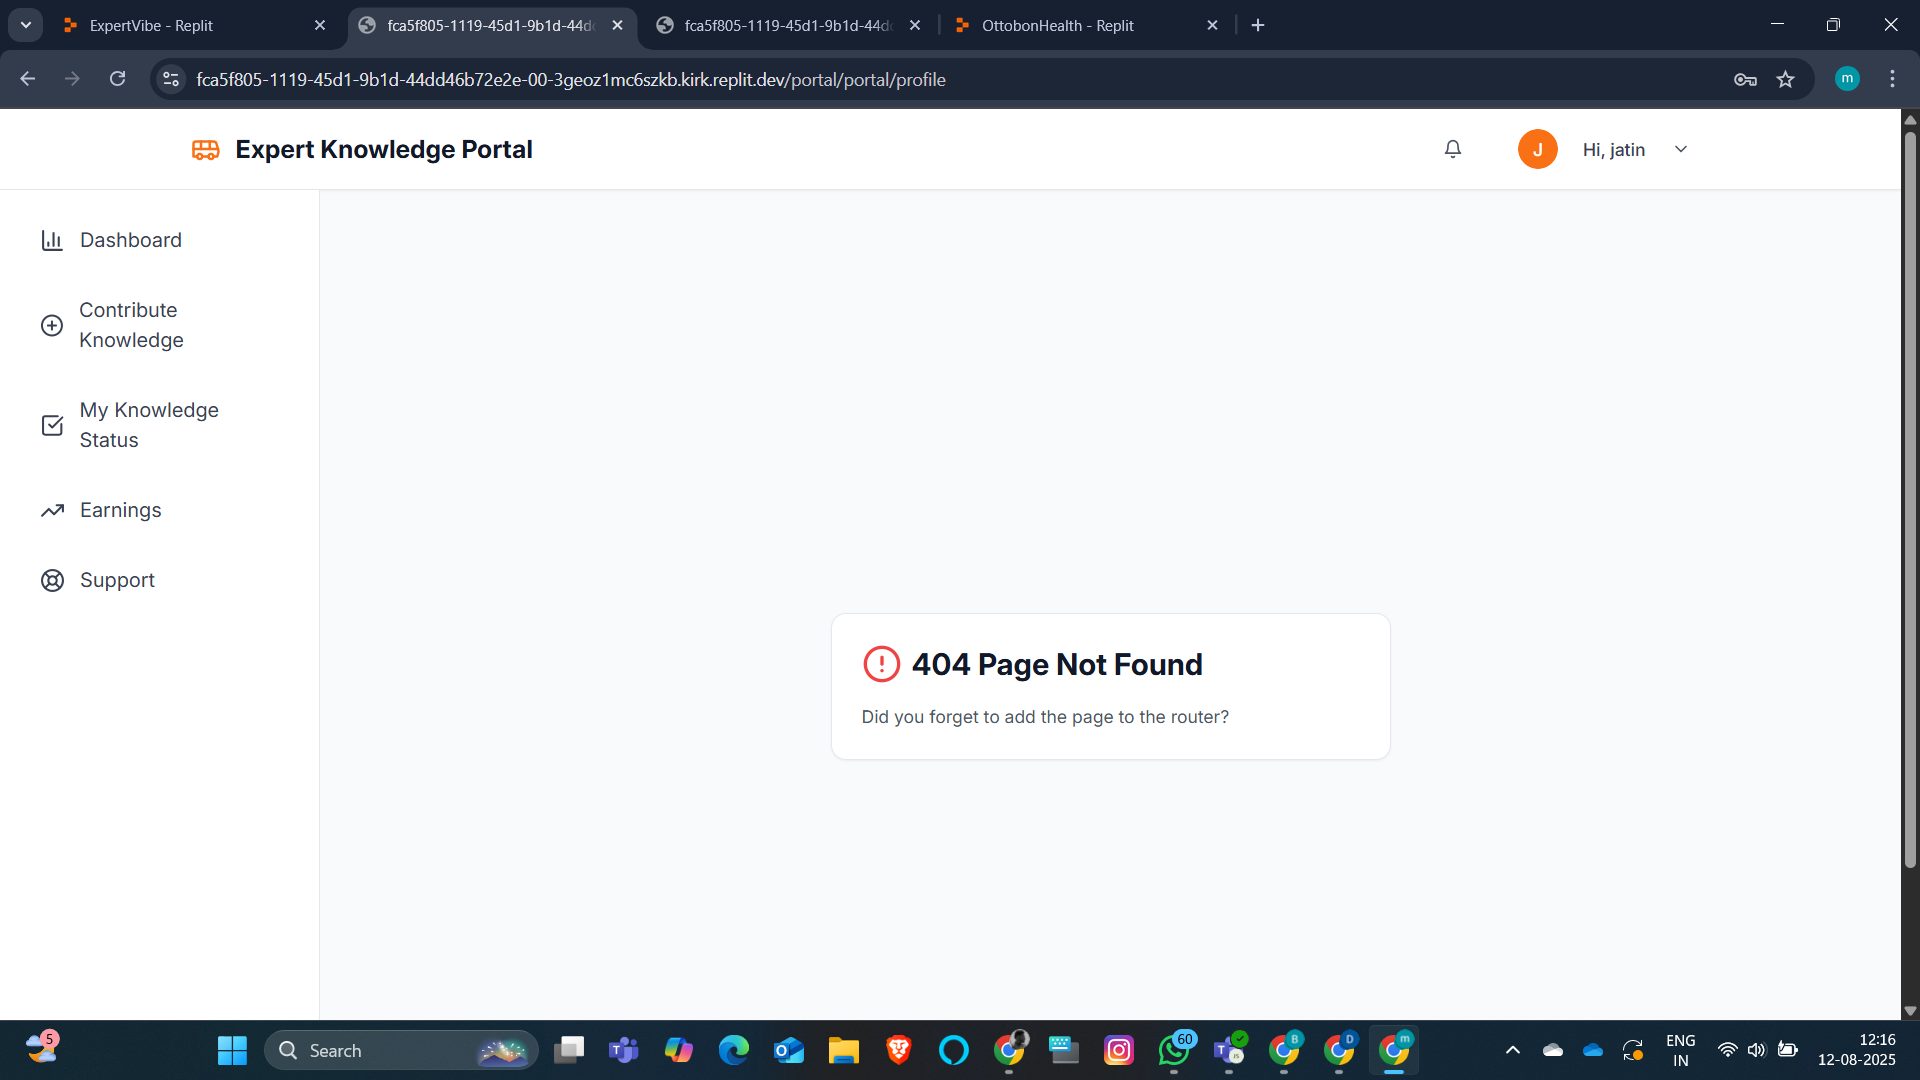 ExpertVibe - Replit
fca5f805-1119-45d1-9b1d-44d
fca5f805-1119-45d1-9b1d-44d
OttobonHealth - Replit
fca5f805-1119-45d1-9b1d-44dd46b72e2e-00-3geoz1mc6szkb.kirk.replit.dev/portal/portal/profile
m
Expert Knowledge Portal
J
Hi, jatin
Dashboard
Contribute
Knowledge
My Knowledge
Status
Earnings
Support
404 Page Not Found
Did you forget to add the page to the router?
5
Search
60
B
D
m
ENG
IN
12:16
12-08-2025